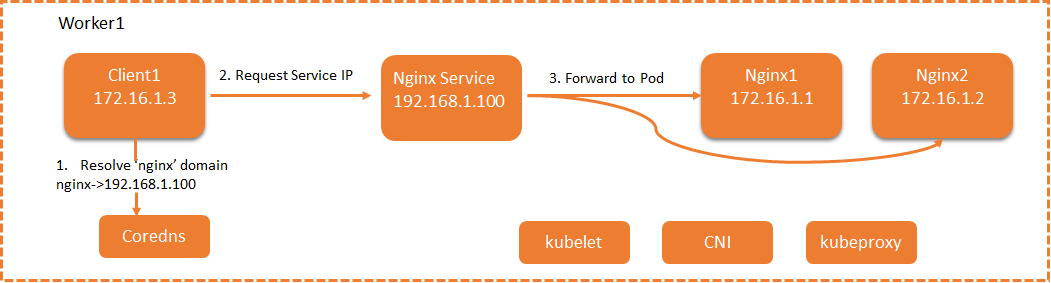 Worker1
Client1
172.16.1.3
2. Request Service IP
Nginx Service
192.168.1.100
3. Forward to Pod
Nginx1
172.16.1.1
Nginx2
172.16.1.2
1. Resolve ‘nginx’ domain
nginx->192.168.1.100
Coredns
kubelet
CNI
kubeproxy